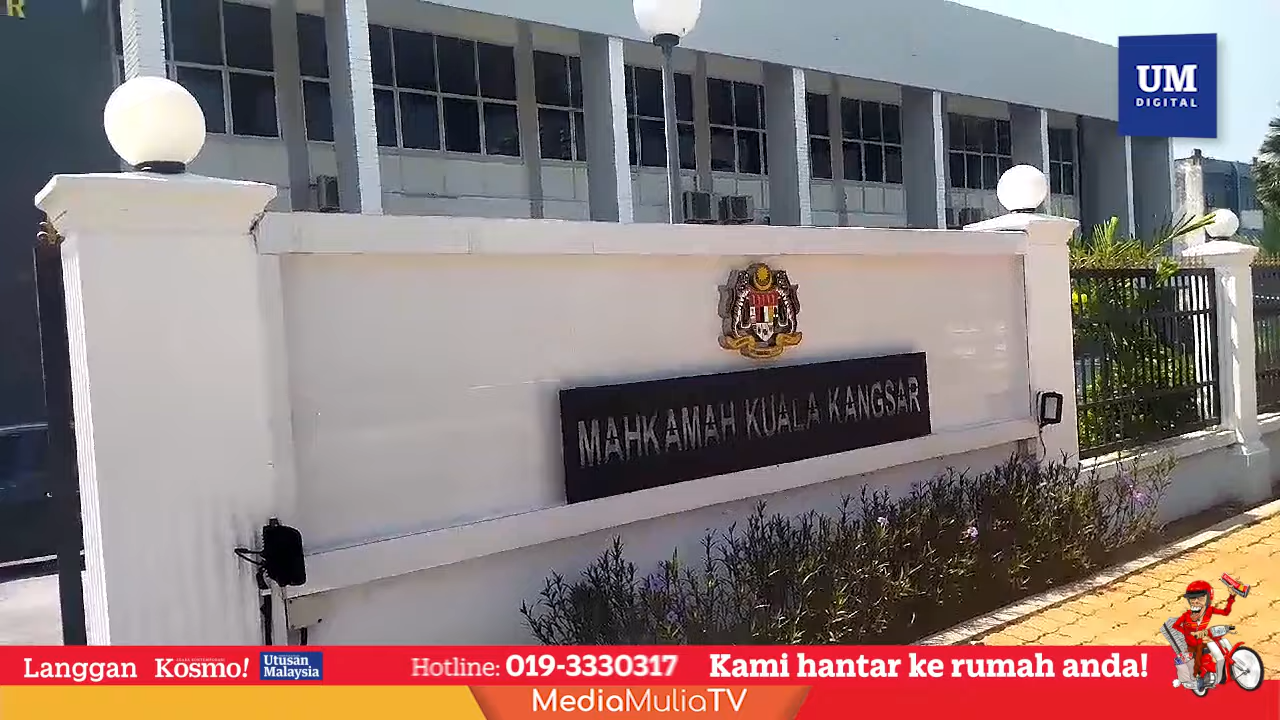 R
UM
DIGITAL
MAHKAMAH KUALA KANGSAR
Langgan Kosmo! Utusan Malaysia Hotline: 019-3330317 Kami hantar ke rumah anda!
MediaMuliaTV